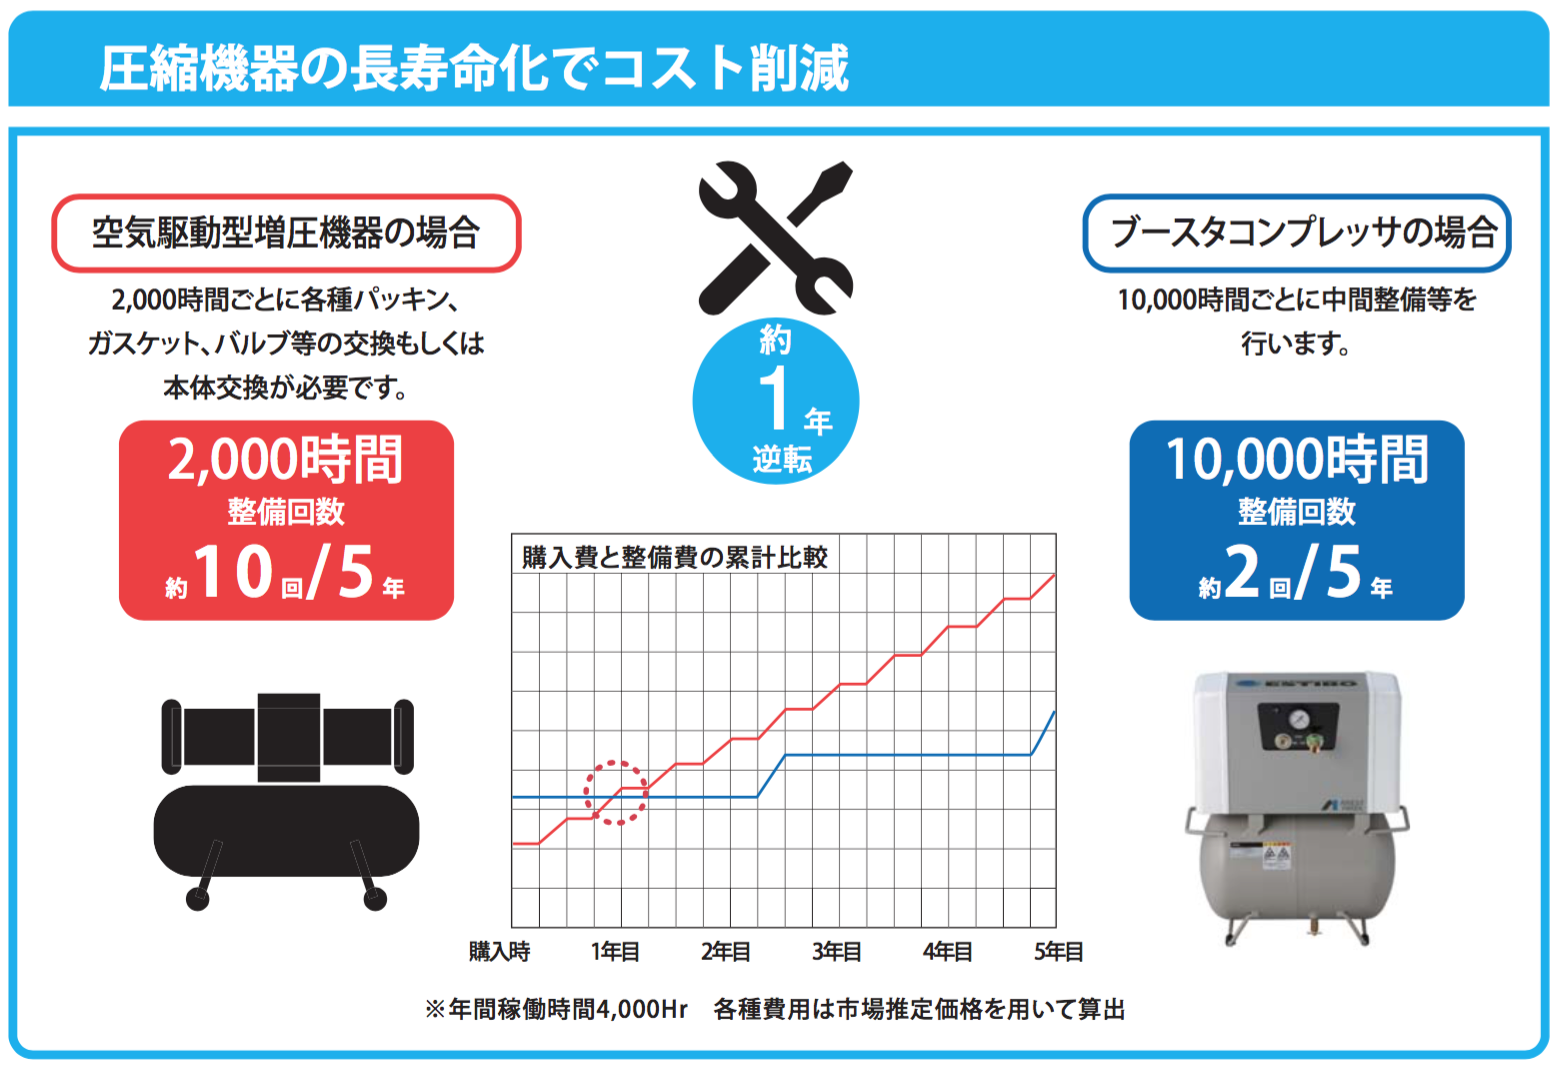 圧縮機器の長寿命化でコスト削減
空気駆動型増圧機器の場合
2,000時間ごとに各種パッキン、
ガスケット、バルブ等の交換もしくは
本体交換が必要です。
2,000時間
整備回数
約10回/5年
約
1年
逆転
ブースタコンプレッサの場合
10,000時間ごとに中間整備等を
行います。
10,000時間
整備回数
約2回/5年
購入費と整備費の累計比較
購入時 1年目 2年目 3年目 4年目 5年目
※年間稼働時間4,000Hr 各種費用は市場推定価格を用いて算出